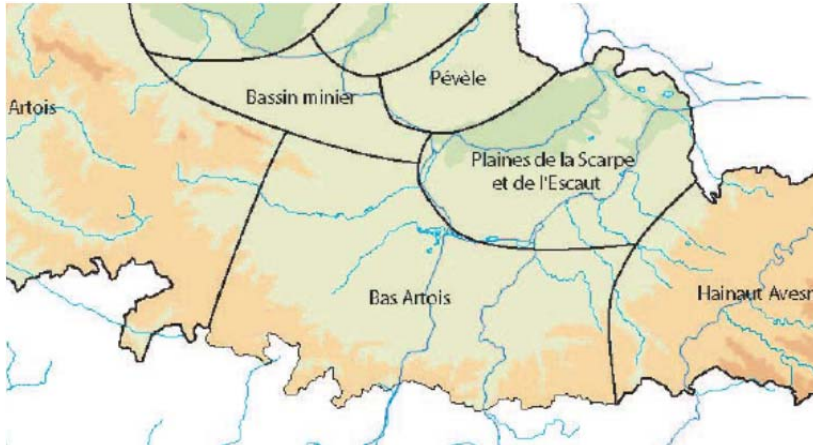 Pévèle
Bassin minier
Artois
Plaines de la Scarpe
et de l'Escaut
Bas Artois
Hainaut Avesn